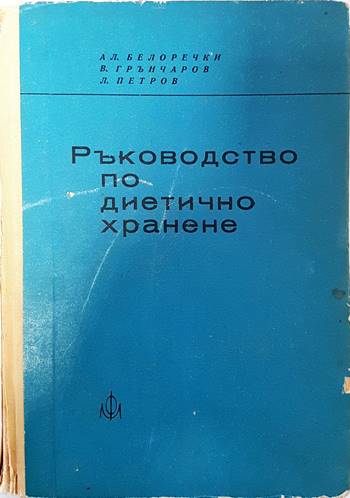 АЛ. БЕЛОРЕЧКИ
В. ГРЪНЧАРОВ
Л. ПЕТРОВ
Ръководство
по
диетично
хранене